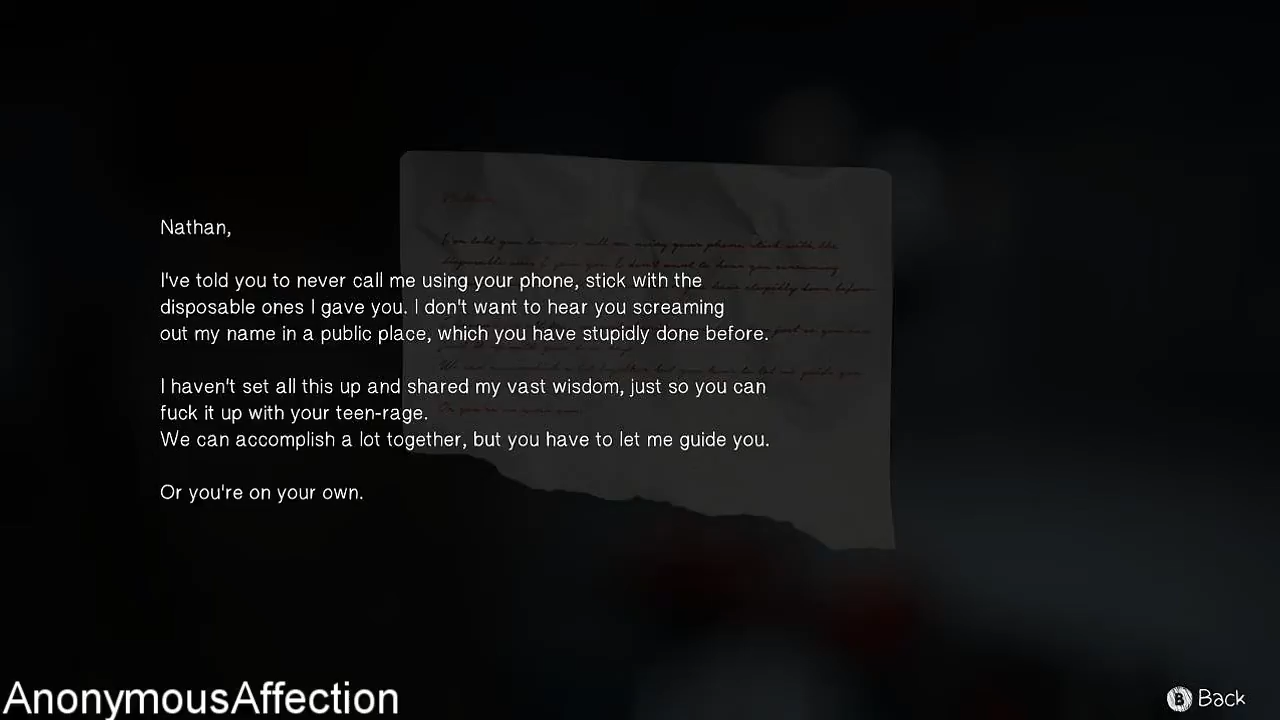 Nathan,
I've told you to never call me using your phone, stick with the
disposable ones I gave you. I don't want to hear you screaming
out my name in a public place, which you have stupidly done before.
I haven't set all this up and shared my vast wisdom, just so you can
fuck it up with your teen-rage.
We can accomplish a lot together, but you have to let me guide you.
Or you're on your own.
AnonymousAffection
B Back